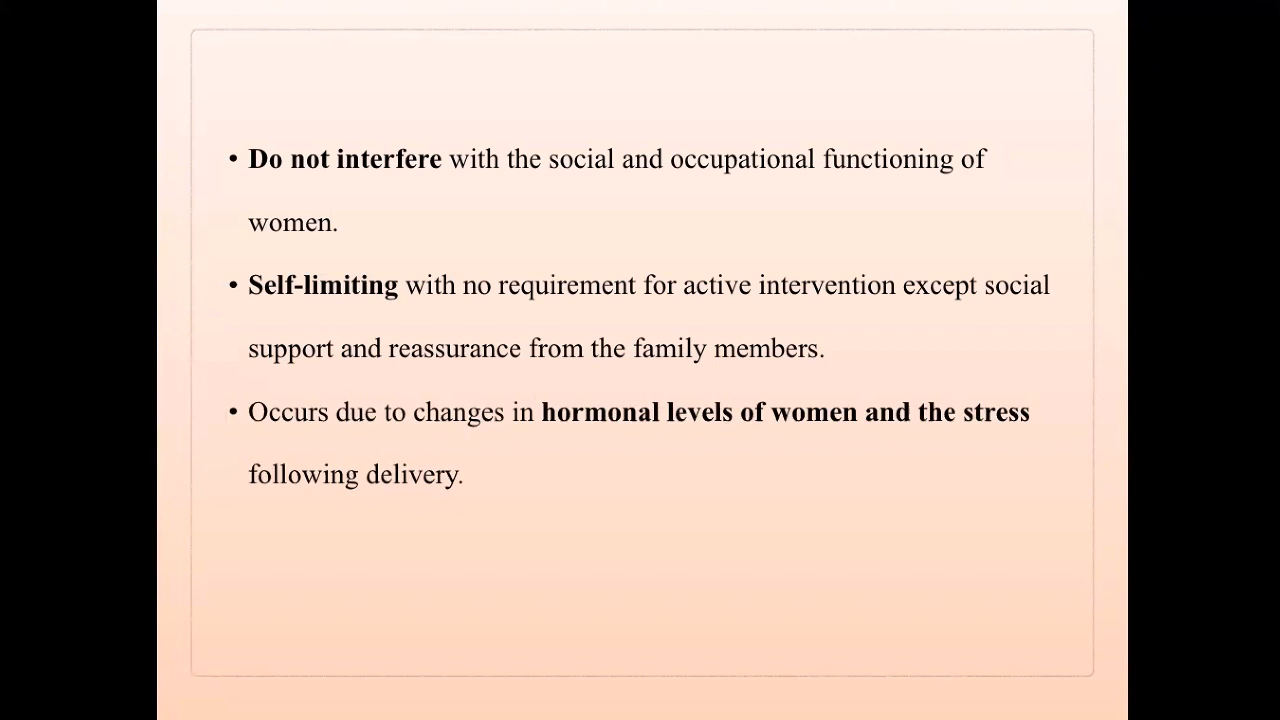 • Do not interfere with the social and occupational functioning of
women.
• Self-limiting with no requirement for active intervention except social
support and reassurance from the family members.
• Occurs due to changes in hormonal levels of women and the stress
following delivery.